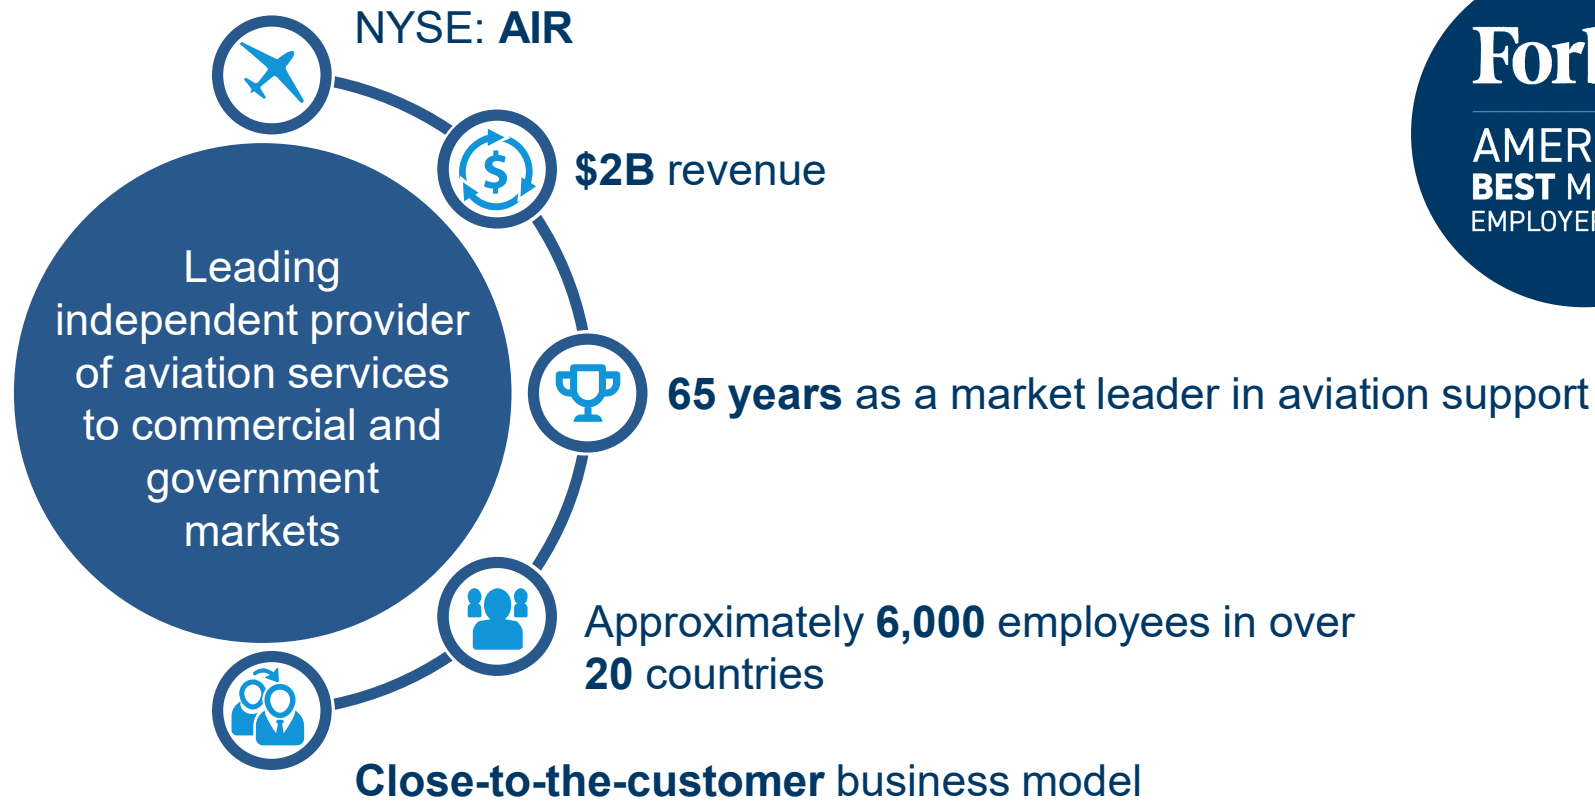 NYSE: AIR
$2B revenue
Leading
independent provider
of aviation services
to commercial and
government
markets
65 years as a market leader in aviation support
Approximately 6,000 employees in over
20 countries
Close-to-the-customer business model
BEST